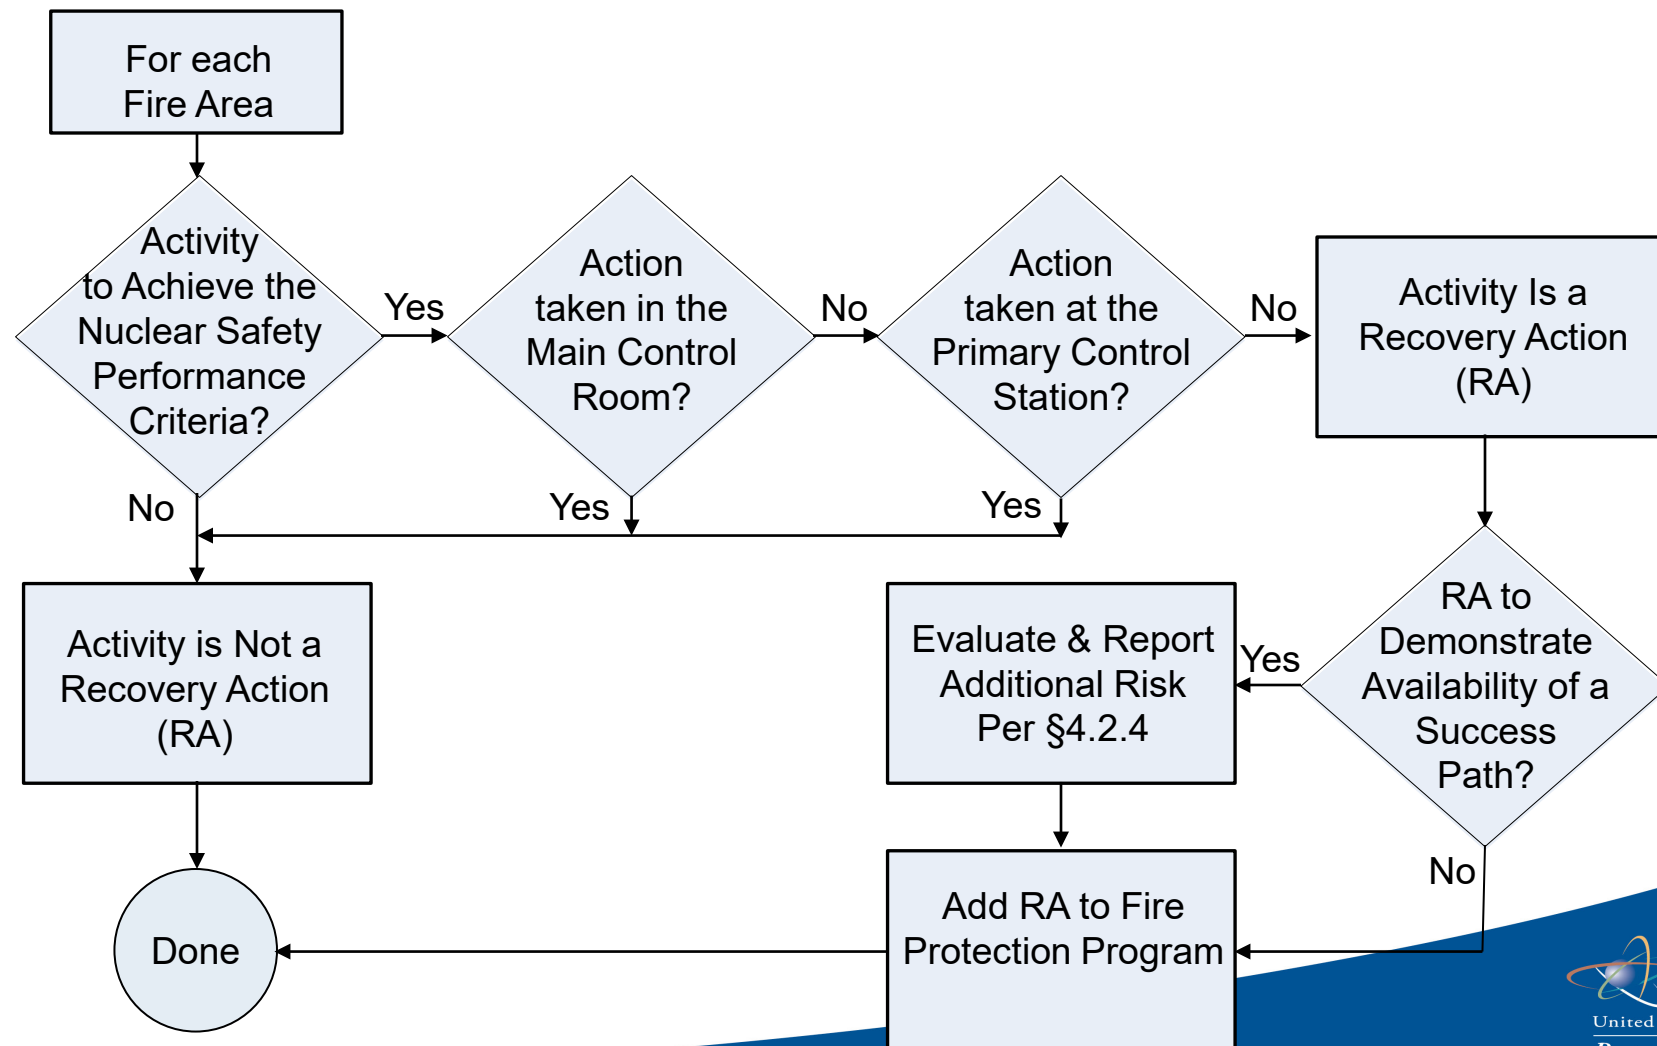 For each
Fire Area
Activity
to Achieve the
Nuclear Safety
Performance
Criteria?
Yes
No
Action
taken in the
Main Control
Room?
No
Yes
Action
taken at the
Primary Control
Station?
No
Yes
Activity Is a
Recovery Action
(RA)
RA to
Demonstrate
Availability of a
Success
Path?
Yes
No
Evaluate & Report
Additional Risk
Per §4.2.4
Activity is Not a
Recovery Action
(RA)
Add RA to Fire
Protection Program
Done
United